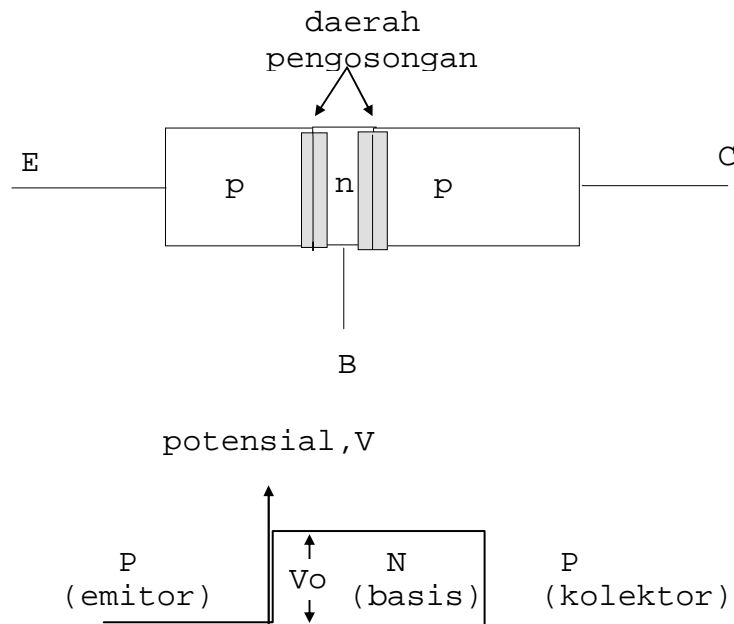 daerah
pengosongan
E
C
p
n
p
B
potensial,V
P
N
P
Vo
(emitor)
(basis)
(kolektor)